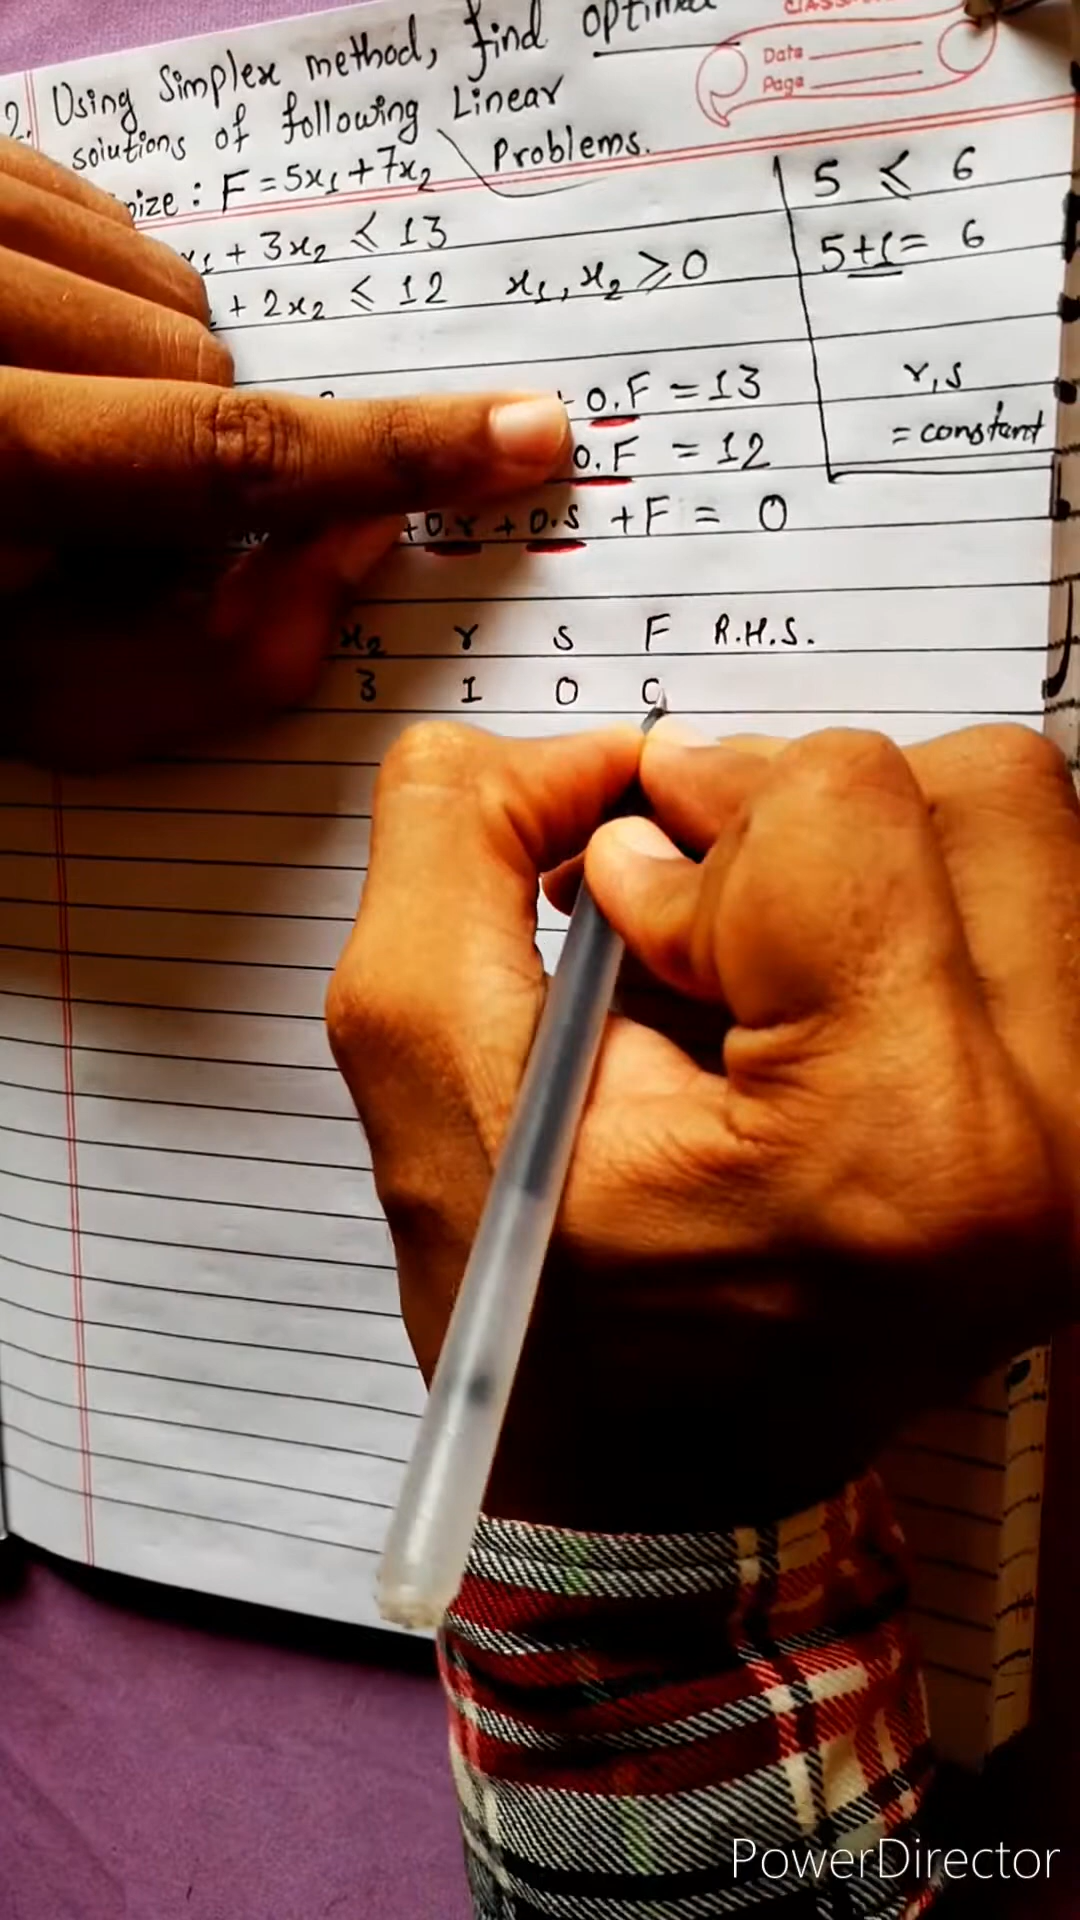 2. Using Simplex method, find
solutions of following Linear
Problems.
: F = 5x₁ + 7x₂
+ 3x₂ ≤ 13
+ 2x₂ ≤ 12 x₁, x₂ ≥ 0
Date
Page
5 ≤ 6
5+1 = 6
r, s
= constant
0.F = 13
0.F = 12
+ 0.r + 0.s + F = 0
x₂ r s F R.H.S.
3 1 0
PowerDirector